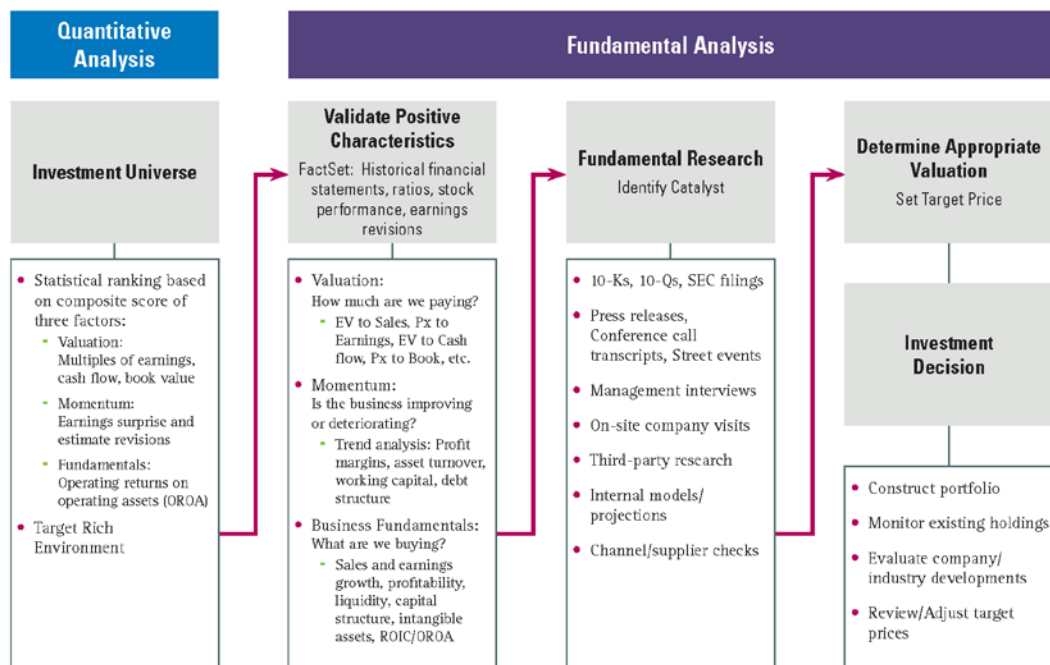 Quantitative
Analysis
Fundamental Analysis
Investment Universe
• Statistical ranking based
on composite score of
three factors:
- Valuation:
Multiples of earnings,
cash flow, book value
- Momentum:
Earnings surprise and
estimate revisions
- Fundamentals:
Operating returns on
operating assets (OROA)
• Target Rich
Environment
Validate Positive
Characteristics
FactSet: Historical financial
statements, ratios, stock
performance, earnings
revisions
• Valuation:
How much are we paying?
- EV to Sales, Px to
Earnings, EV to Cash
flow, Px to Book, etc.
• Momentum:
Is the business improving
or deteriorating?
- Trend analysis: Profit
margins, asset turnover,
working capital, debt
structure
• Business Fundamentals:
What are we buying?
- Sales and earnings
growth, profitability,
liquidity, capital
structure, intangible
assets, ROIC/OROA
Fundamental Research
Identify Catalyst
• 10-Ks, 10-Qs, SEC filings
• Press releases,
Conference call
transcripts, Street events
• Management interviews
• On-site company visits
• Third-party research
• Internal models/
projections
• Channel/supplier checks
Determine Appropriate
Valuation
Set Target Price
Investment
Decision
• Construct portfolio
• Monitor existing holdings
• Evaluate company/
industry developments
• Review/Adjust target
prices